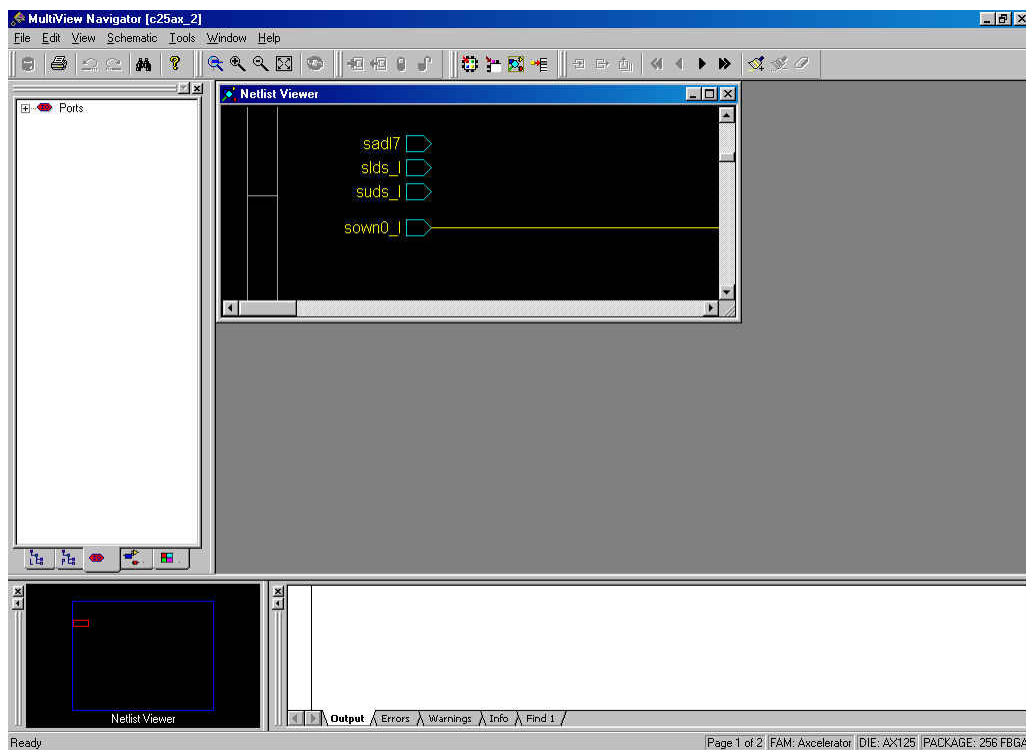 MultiView Navigator [c25ax_2]
File Edit View Schematic Tools Window Help
Ports
Netlist Viewer
sadl7
slds_l
suds_l
sown0_l
Netlist Viewer
Output Errors Warnings Info Find 1
Ready
Page 1 of 2 FAM: Axcelerator DIE: AX125 PACKAGE: 256 FBGA